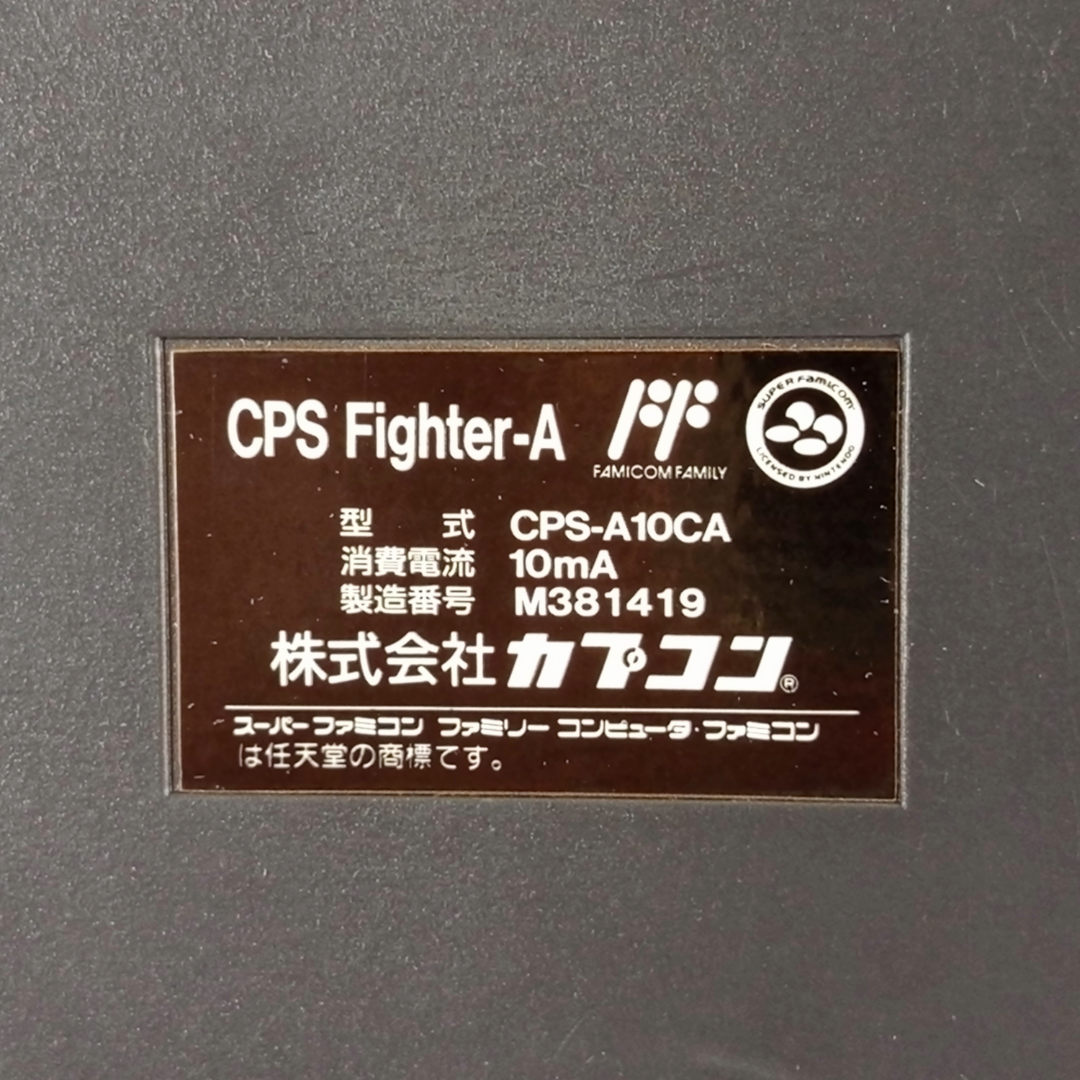 CPS Fighter-A
FAMICOM FAMILY
SUPER FAMICOM
LICENSED BY NINTENDO
型 式 CPS-A10CA
消費電流 10mA
製造番号 M381419
株式会社カプコン®
スーパーファミコン ファミリーコンピュータ・ファミコン
は任天堂の商標です。